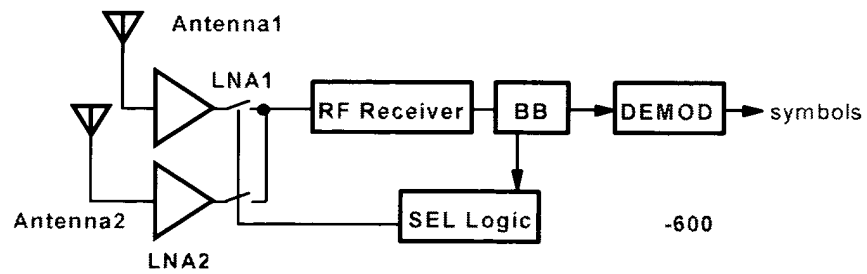 Antenna1
LNA1
RF Receiver
BB
DEMOD
symbols
Antenna2
SEL Logic
-600
LNA2